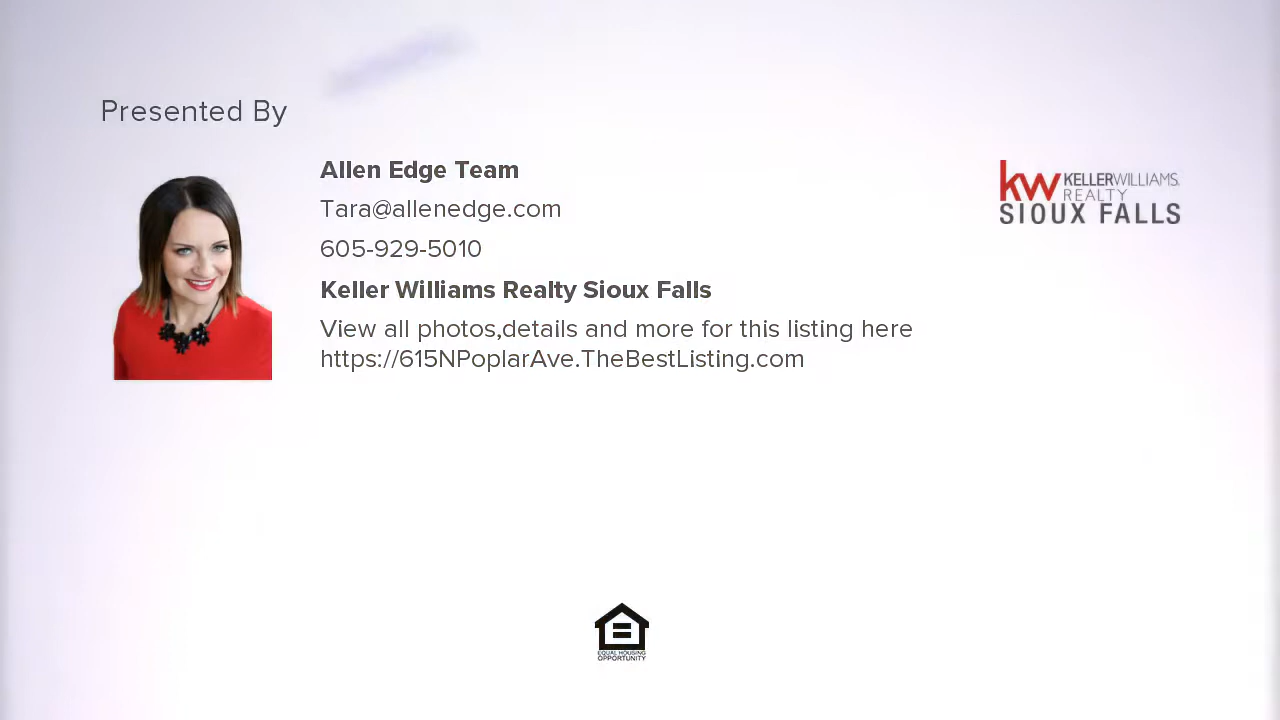 Presented By
Allen Edge Team
Tara@allenedge.com
605-929-5010
Keller Williams Realty Sioux Falls
View all photos,details and more for this listing here
https://615NPoplarAve.TheBestListing.com
kw KELLERWILLIAMS.
REALTY
SIOUX FALLS
EQUAL HOUSING
OPPORTUNITY